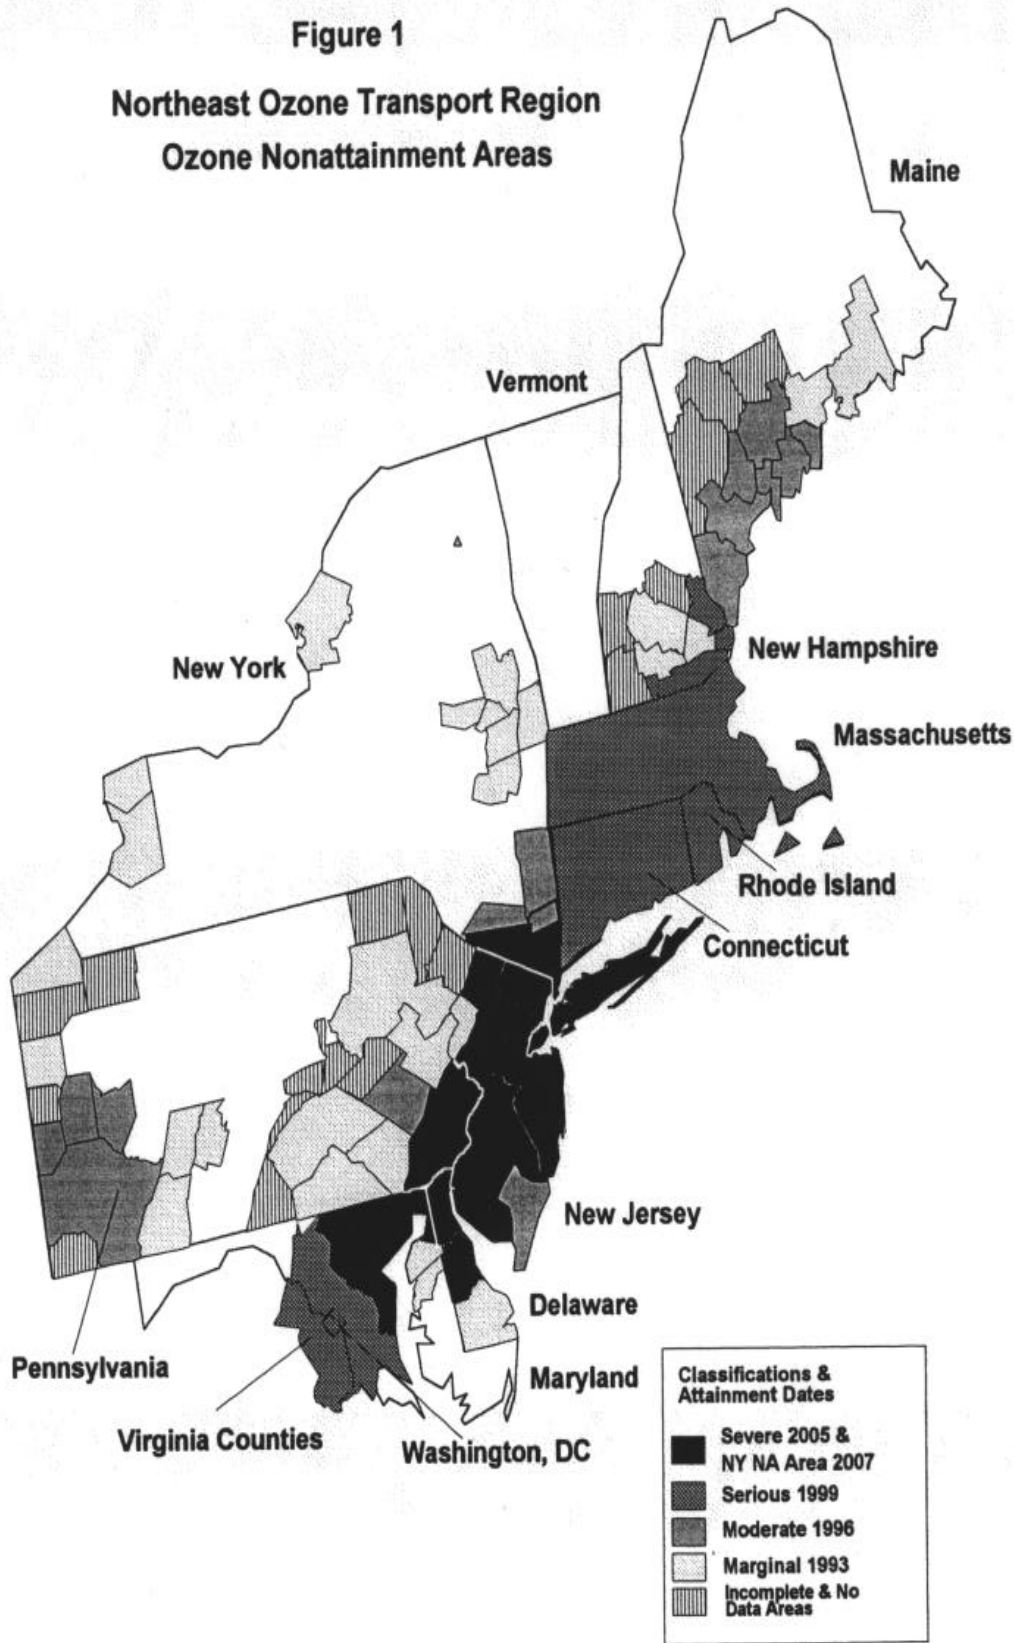 Figure 1
Northeast Ozone Transport Region
Ozone Nonattainment Areas
Maine
Vermont
New York
New Hampshire
Massachusetts
Rhode Island
Connecticut
New Jersey
Delaware
Pennsylvania
Maryland
Virginia Counties
Washington, DC
Classifications &
Attainment Dates
Severe 2005 &
NY NA Area 2007
Serious 1999
Moderate 1996
Marginal 1993
Incomplete & No
Data Areas